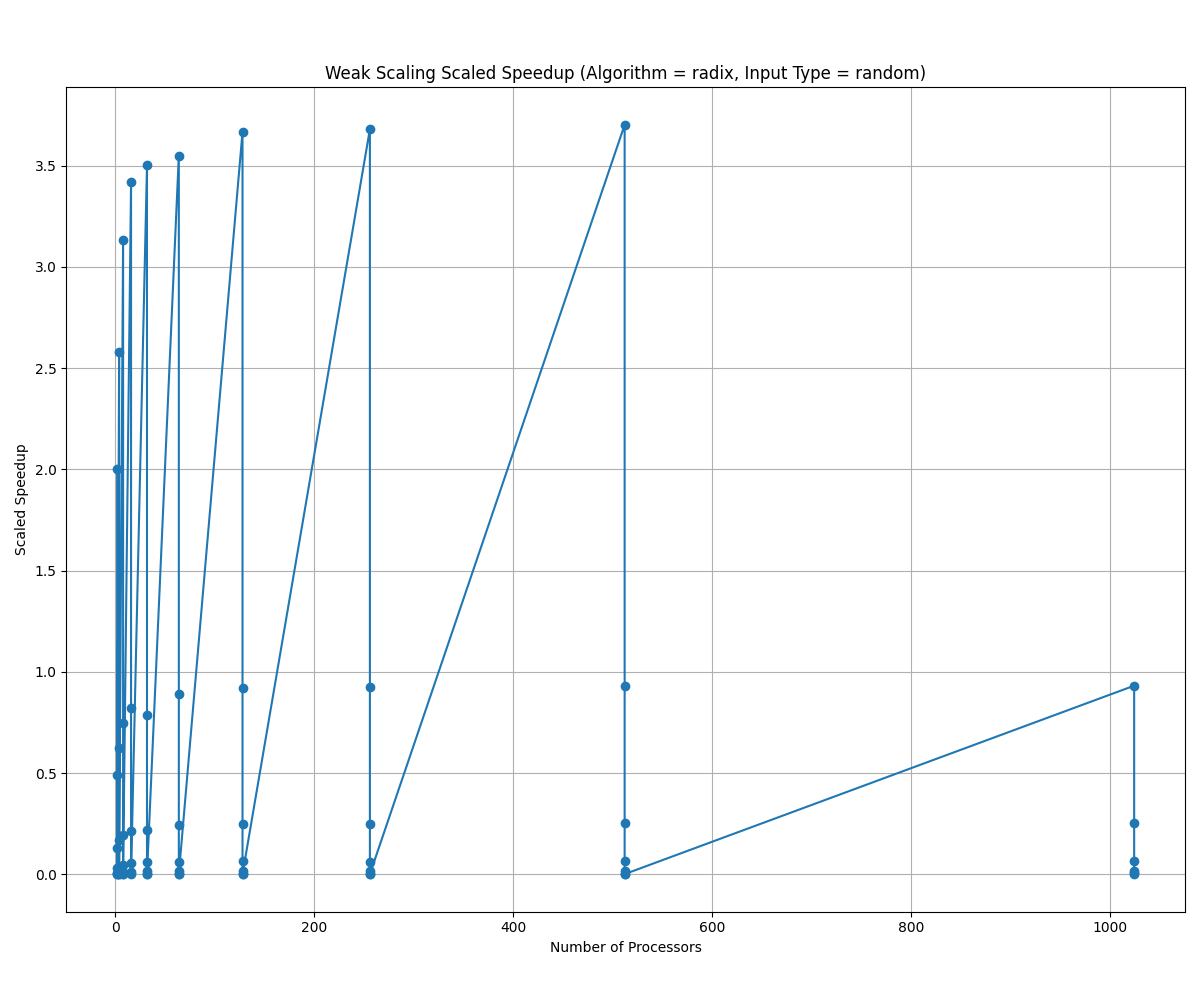 Weak Scaling Scaled Speedup (Algorithm = radix, Input Type = random)
Scaled Speedup
3.5
3.0
2.5
2.0
1.5
1.0
0.5
0.0
0 200 400 600 800 1000
Number of Processors